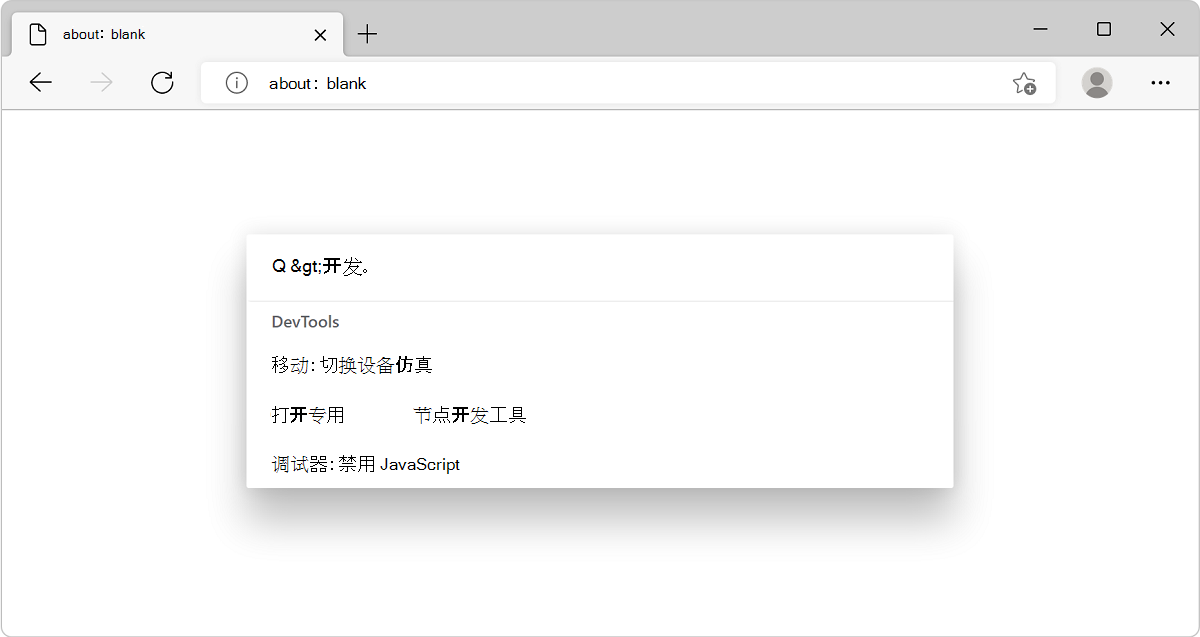 about: blank
about: blank
Q &gt;开发。
DevTools
移动: 切换设备仿真
打开专用 节点开发工具
调试器: 禁用 JavaScript